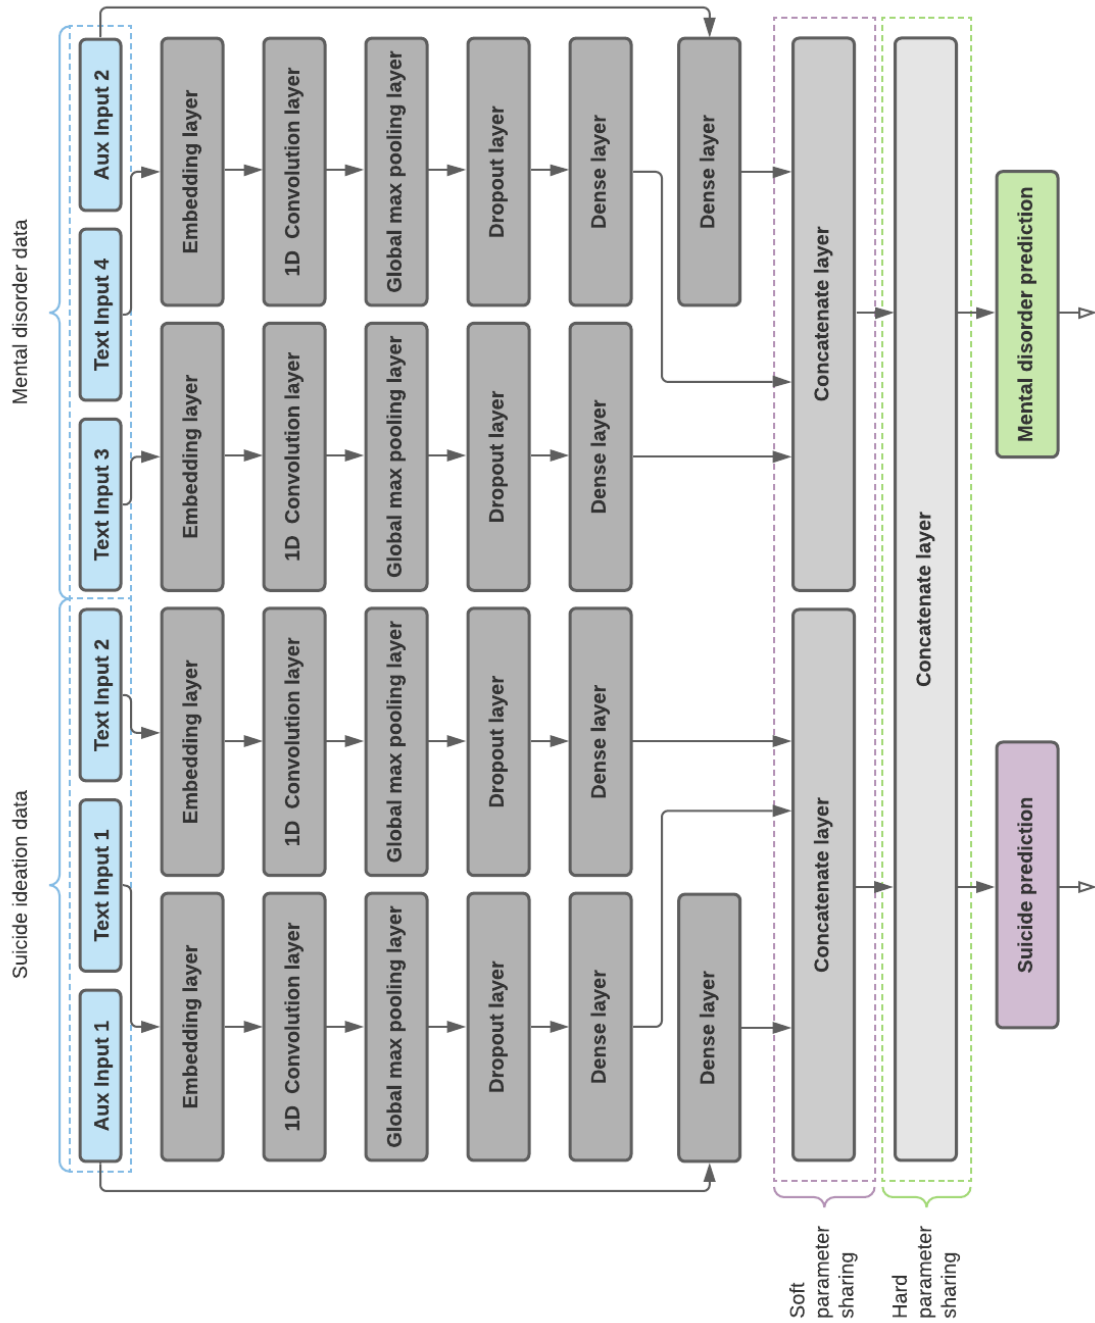 Suicide ideation data
Mental disorder data
Aux Input 1
Text Input 1
Text Input 2
Text Input 3
Text Input 4
Aux Input 2
Embedding layer
Embedding layer
Embedding layer
Embedding layer
1D Convolution layer
1D Convolution layer
1D Convolution layer
1D Convolution layer
Global max pooling layer
Global max pooling layer
Global max pooling layer
Global max pooling layer
Dropout layer
Dropout layer
Dropout layer
Dropout layer
Dense layer
Dense layer
Dense layer
Dense layer
Dense layer
Dense layer
Soft
parameter
sharing
Concatenate layer
Concatenate layer
Hard
parameter
sharing
Concatenate layer
Suicide prediction
Mental disorder prediction